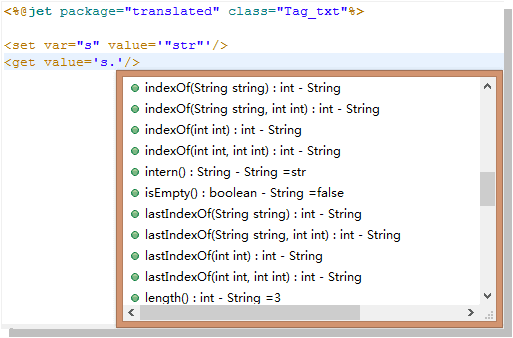 <%@jet package="translated" class="Tag_txt"%>
<set var="s" value='"str"'/>
<get value='s.'/>
indexOf(String string) : int - String
indexOf(String string, int int) : int - String
indexOf(int int) : int - String
indexOf(int int, int int) : int - String
intern() : String - String =str
isEmpty() : boolean - String =false
lastIndexOf(String string) : int - String
lastIndexOf(String string, int int) : int - String
lastIndexOf(int int) : int - String
lastIndexOf(int int, int int) : int - String
length() : int - String =3